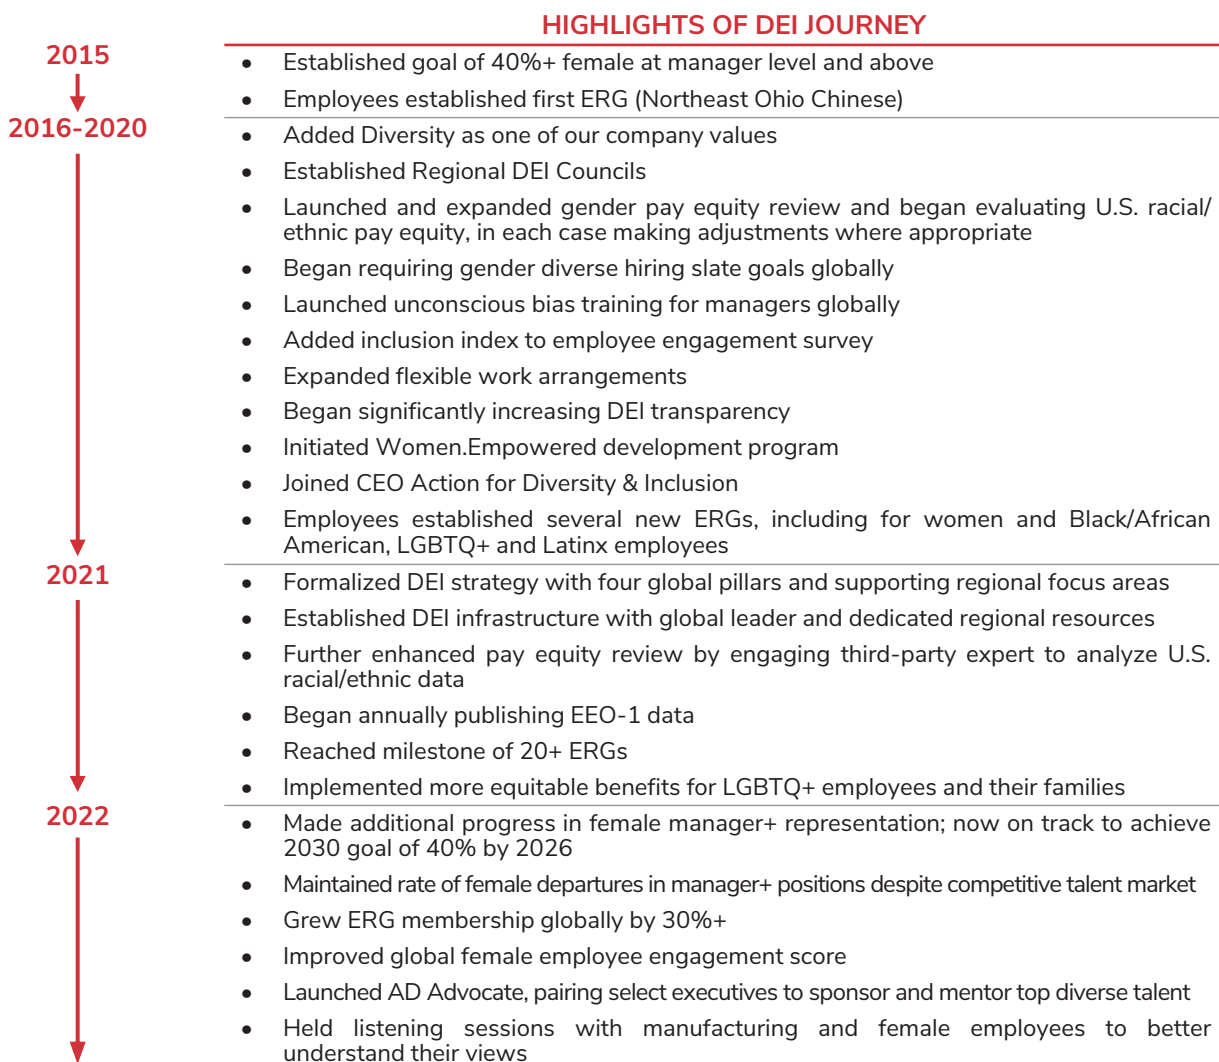 HIGHLIGHTS OF DEI JOURNEY
2015
• Established goal of 40%+ female at manager level and above
• Employees established first ERG (Northeast Ohio Chinese)
2016-2020
• Added Diversity as one of our company values
• Established Regional DEI Councils
• Launched and expanded gender pay equity review and began evaluating U.S. racial/
ethnic pay equity, in each case making adjustments where appropriate
• Began requiring gender diverse hiring slate goals globally
• Launched unconscious bias training for managers globally
• Added inclusion index to employee engagement survey
• Expanded flexible work arrangements
• Began significantly increasing DEI transparency
• Initiated Women.Empowered development program
• Joined CEO Action for Diversity & Inclusion
• Employees established several new ERGs, including for women and Black/African
American, LGBTQ+ and Latinx employees
2021
• Formalized DEI strategy with four global pillars and supporting regional focus areas
• Established DEI infrastructure with global leader and dedicated regional resources
• Further enhanced pay equity review by engaging third-party expert to analyze U.S.
racial/ethnic data
• Began annually publishing EEO-1 data
• Reached milestone of 20+ ERGs
• Implemented more equitable benefits for LGBTQ+ employees and their families
2022
• Made additional progress in female manager+ representation; now on track to achieve
2030 goal of 40% by 2026
• Maintained rate of female departures in manager+ positions despite competitive talent market
• Grew ERG membership globally by 30%+
• Improved global female employee engagement score
• Launched AD Advocate, pairing select executives to sponsor and mentor top diverse talent
• Held listening sessions with manufacturing and female employees to better
understand their views